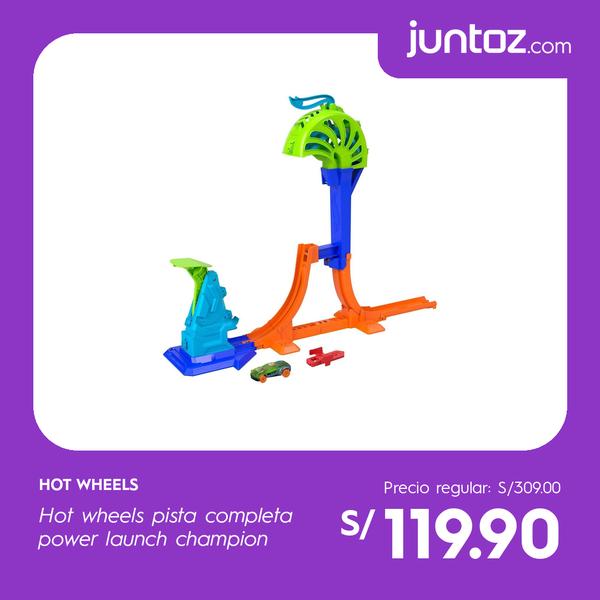 juntoz.com
HOT WHEELS
Hot wheels pista completa
power launch champion
Precio regular: S/309.00
S/119.90